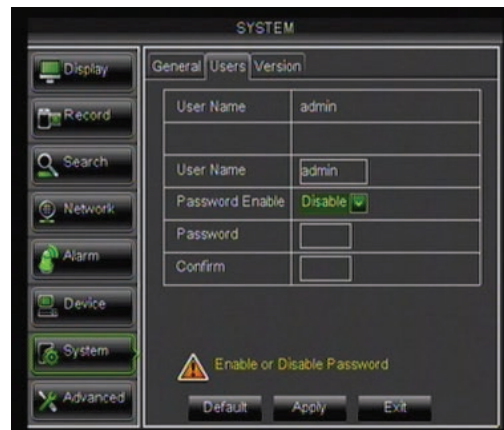 SYSTEM
Display
Record
Search
Network
Alarm
Device
System
Advanced
General Users Version
User Name admin
User Name admin
Password Enable Disable
Password
Confirm
Enable or Disable Password
Default Apply Exit